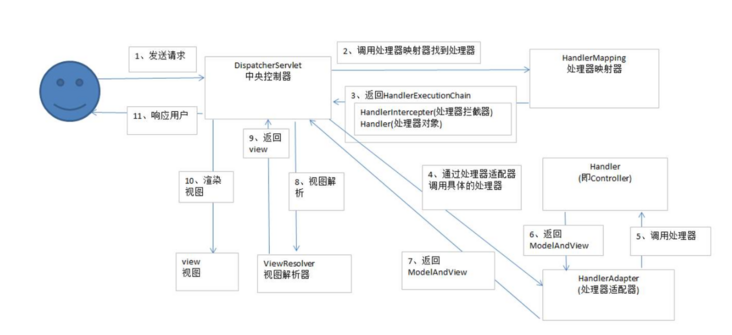 1、发送请求
DispatcherServlet
中央控制器
2、调用处理器映射器找到处理器
HandlerMapping
处理器映射器
3、返回HandlerExecutionChain
HandlerIntercepter(处理器拦截器)
Handler(处理器对象)
11、响应用户
9、返回
view
10、渲染
视图
8、视图解
析
4、通过处理器适配器
调用具体的处理器
Handler
(即Controller)
6、返回
ModelAndView
5、调用处理器
7、返回
ModelAndView
view
视图
ViewResolver
视图解析器
HandlerAdapter
(处理器适配器)